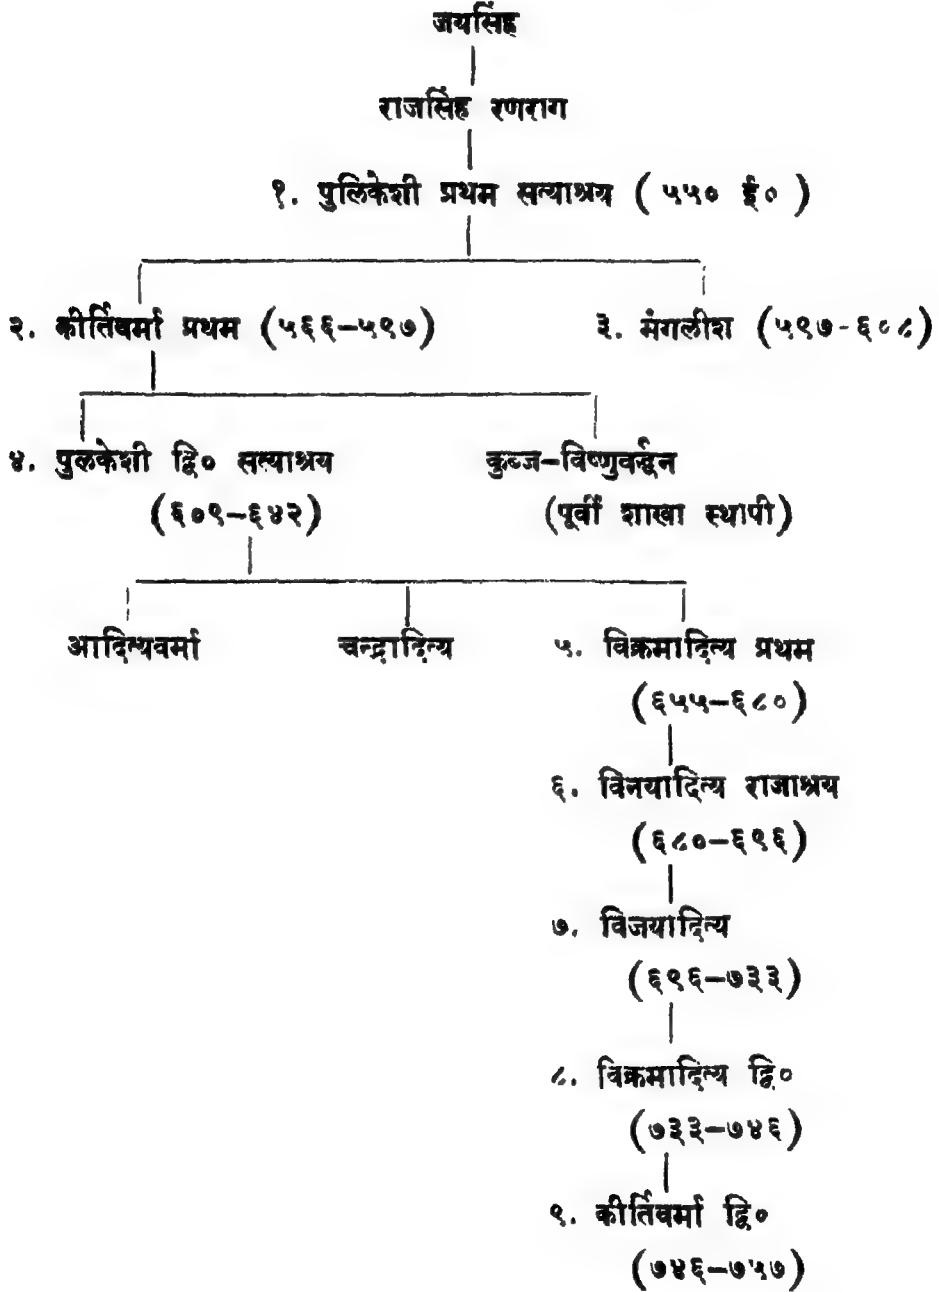 जयसिंह
राजसिंह रणराग
१. पुलिकेशी प्रथम सत्याश्रय ( ५५० ई० )
२. कीर्तिवर्मा प्रथम (५६६–५९७) ३. मंगलीश (५९७-६०८)
४. पुलकेशी द्वि० सत्याश्रय कुब्ज–विष्णुवर्द्धन
(६०९–६४२) (पूर्वी शाखा स्थापी)
आदित्यवर्मा चन्द्रादित्य ५. विक्रमादित्य प्रथम
(६५५–६८०)
६. विनयादित्य राजाश्रय
(६८०–६९६)
७. विजयादित्य
(६९६–७३३)
८. विक्रमादित्य द्वि०
(७३३–७४६)
९. कीर्तिवर्मा द्वि०
(७४६–७५७)